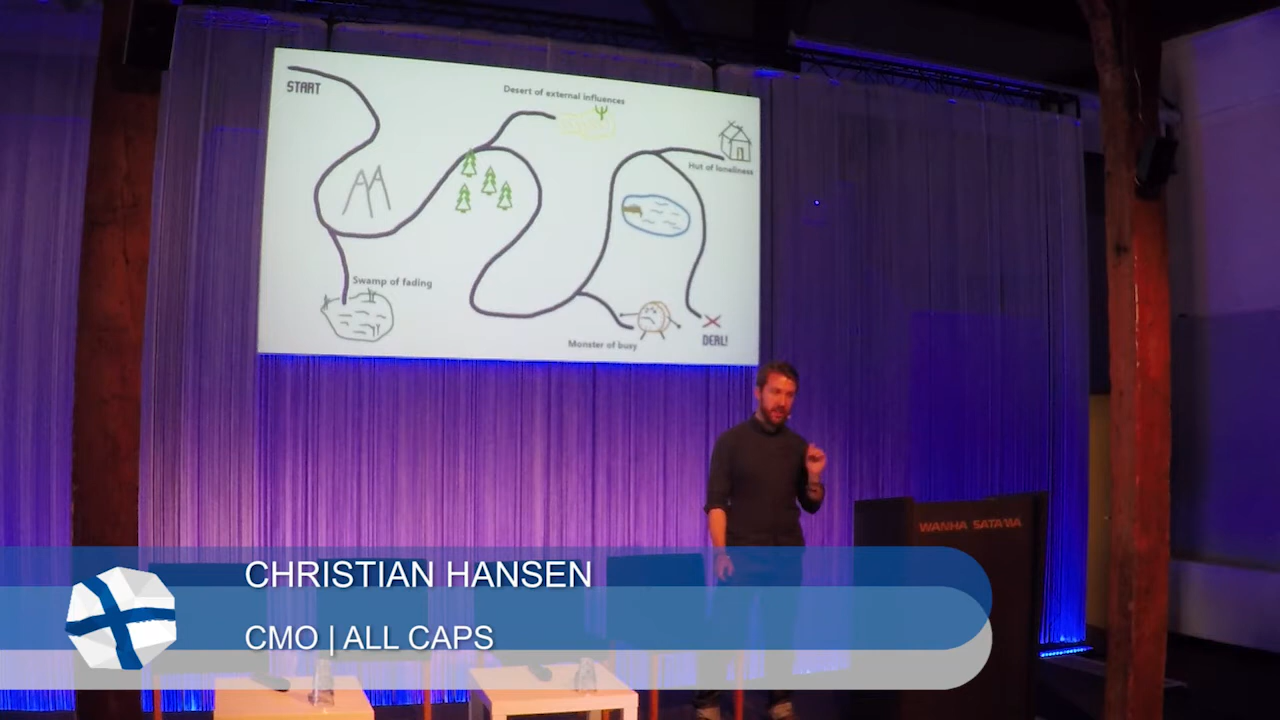 START
Desert of external influences
Hut of loneliness
Swamp of fading
Monster of busy
DERL!
WANHA SATAMA
CHRISTIAN HANSEN
CMO | ALL CAPS